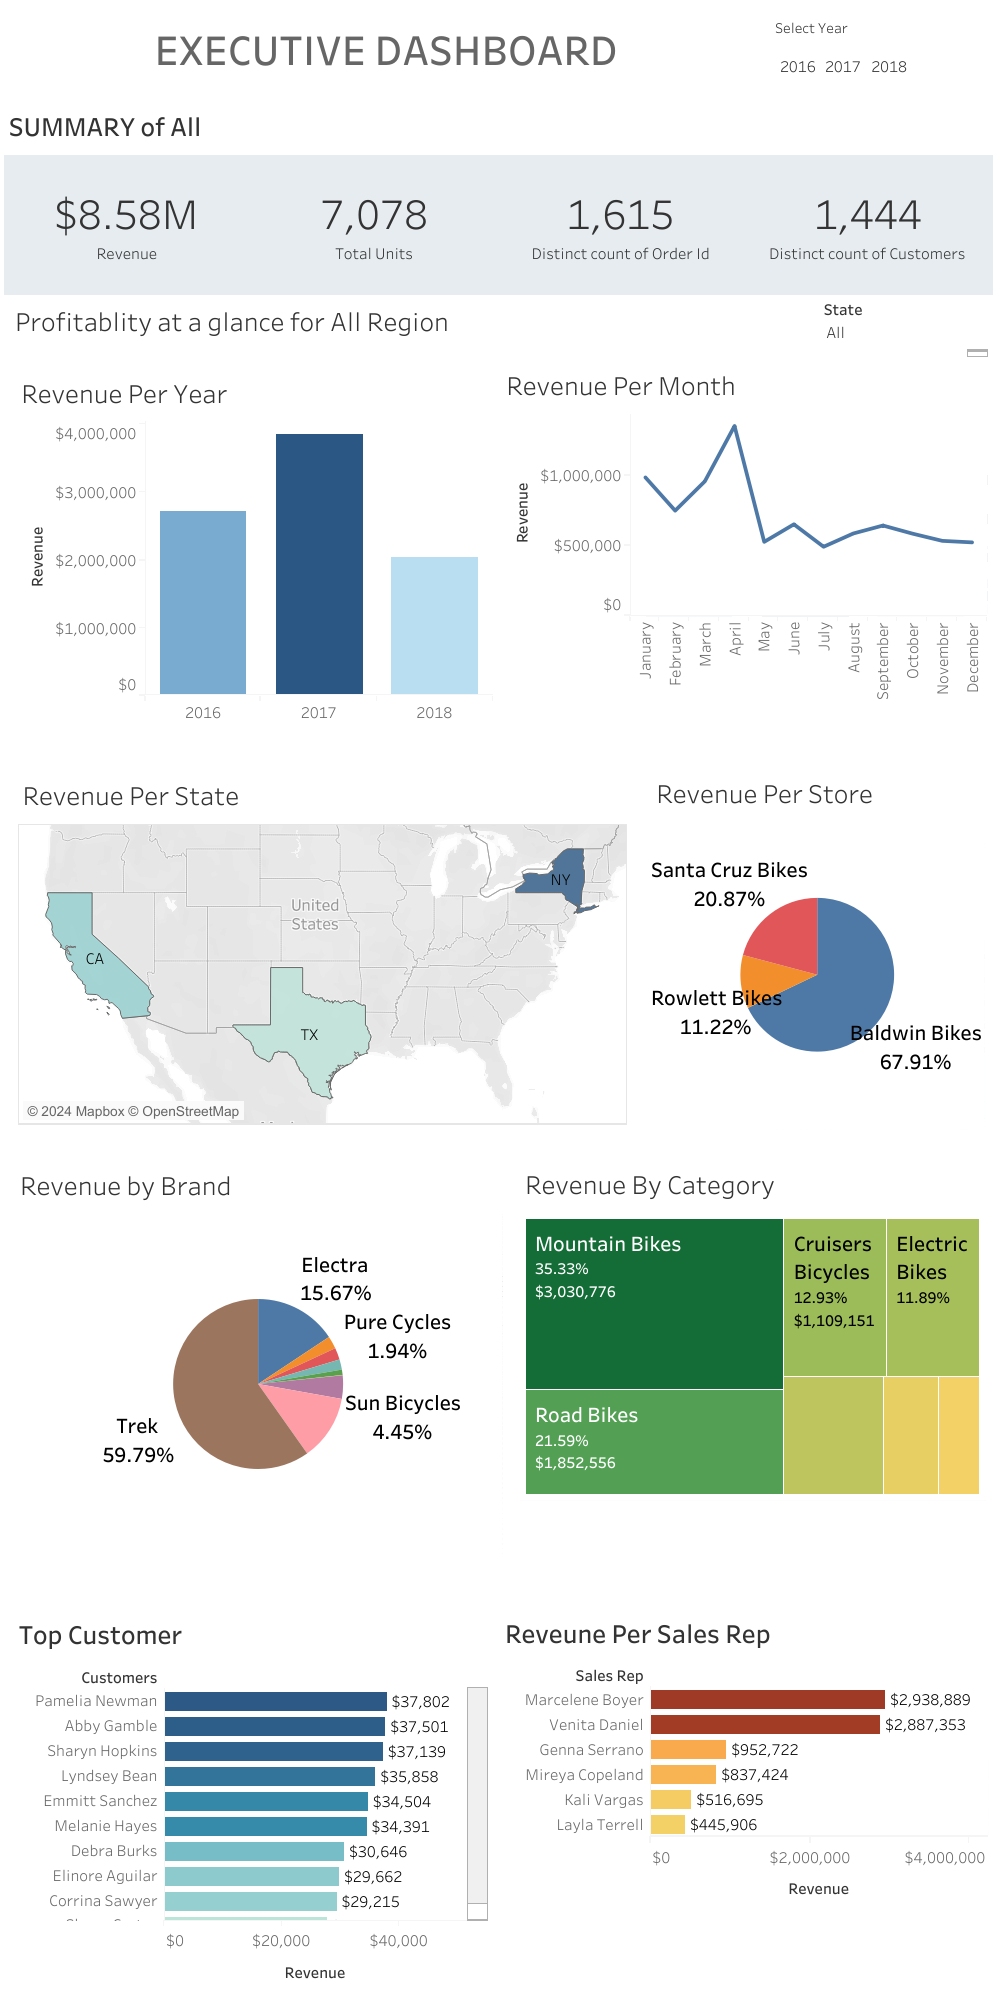 EXECUTIVE DASHBOARD
Select Year
2016 2017 2018
SUMMARY of All
$8.58M
Revenue
7,078
Total Units
1,615
Distinct count of Order Id
1,444
Distinct count of Customers
Profitablity at a glance for All Region
State
All
Revenue Per Year
$4,000,000
$3,000,000
$2,000,000
$1,000,000
$0
Revenue
2016
2017
2018
Revenue Per Month
$1,000,000
$500,000
$0
Revenue
January
February
March
April
May
June
July
August
September
October
November
December
Revenue Per State
United
States
NY
CA
TX
© 2024 Mapbox © OpenStreetMap
Revenue Per Store
Santa Cruz Bikes
20.87%
Rowlett Bikes
11.22%
Baldwin Bikes
67.91%
Revenue by Brand
Electra
15.67%
Pure Cycles
1.94%
Sun Bicycles
4.45%
Trek
59.79%
Revenue By Category
Mountain Bikes
35.33%
$3,030,776
Cruisers
Bicycles
12.93%
$1,109,151
Electric
Bikes
11.89%
Road Bikes
21.59%
$1,852,556
Top Customer
Customers
Pamelia Newman $37,802
Abby Gamble $37,501
Sharyn Hopkins $37,139
Lyndsey Bean $35,858
Emmitt Sanchez $34,504
Melanie Hayes $34,391
Debra Burks $30,646
Elinore Aguilar $29,662
Corrina Sawyer $29,215
$0 $20,000 $40,000
Revenue
Reveune Per Sales Rep
Sales Rep
Marcelene Boyer $2,938,889
Venita Daniel $2,887,353
Genna Serrano $952,722
Mireya Copeland $837,424
Kali Vargas $516,695
Layla Terrell $445,906
$0 $2,000,000 $4,000,000
Revenue